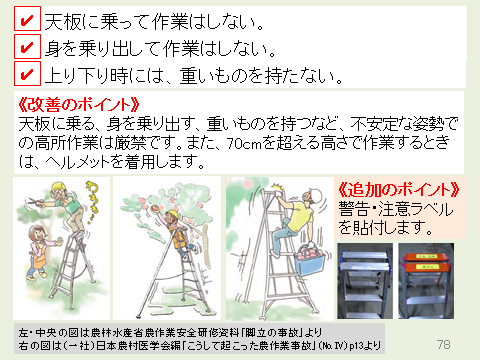 ✔ 天板に乗って作業はしない。
✔ 身を乗り出して作業はしない。
✔ 上り下り時には、重いものを持たない。
《改善のポイント》
天板に乗る、身を乗り出す、重いものを持つなど、不安定な姿勢で
の高所作業は厳禁です。また、70cmを超える高さで作業するとき
は、ヘルメットを着用します。
《追加のポイント》
警告・注意ラベル
を貼付します。
左・中央の図は農林水産省農作業安全研修資料「脚立の事故」より
右の図は(一社)日本農村医学会編「こうして起こった農作業事故」(No.Ⅳ)p13より
78